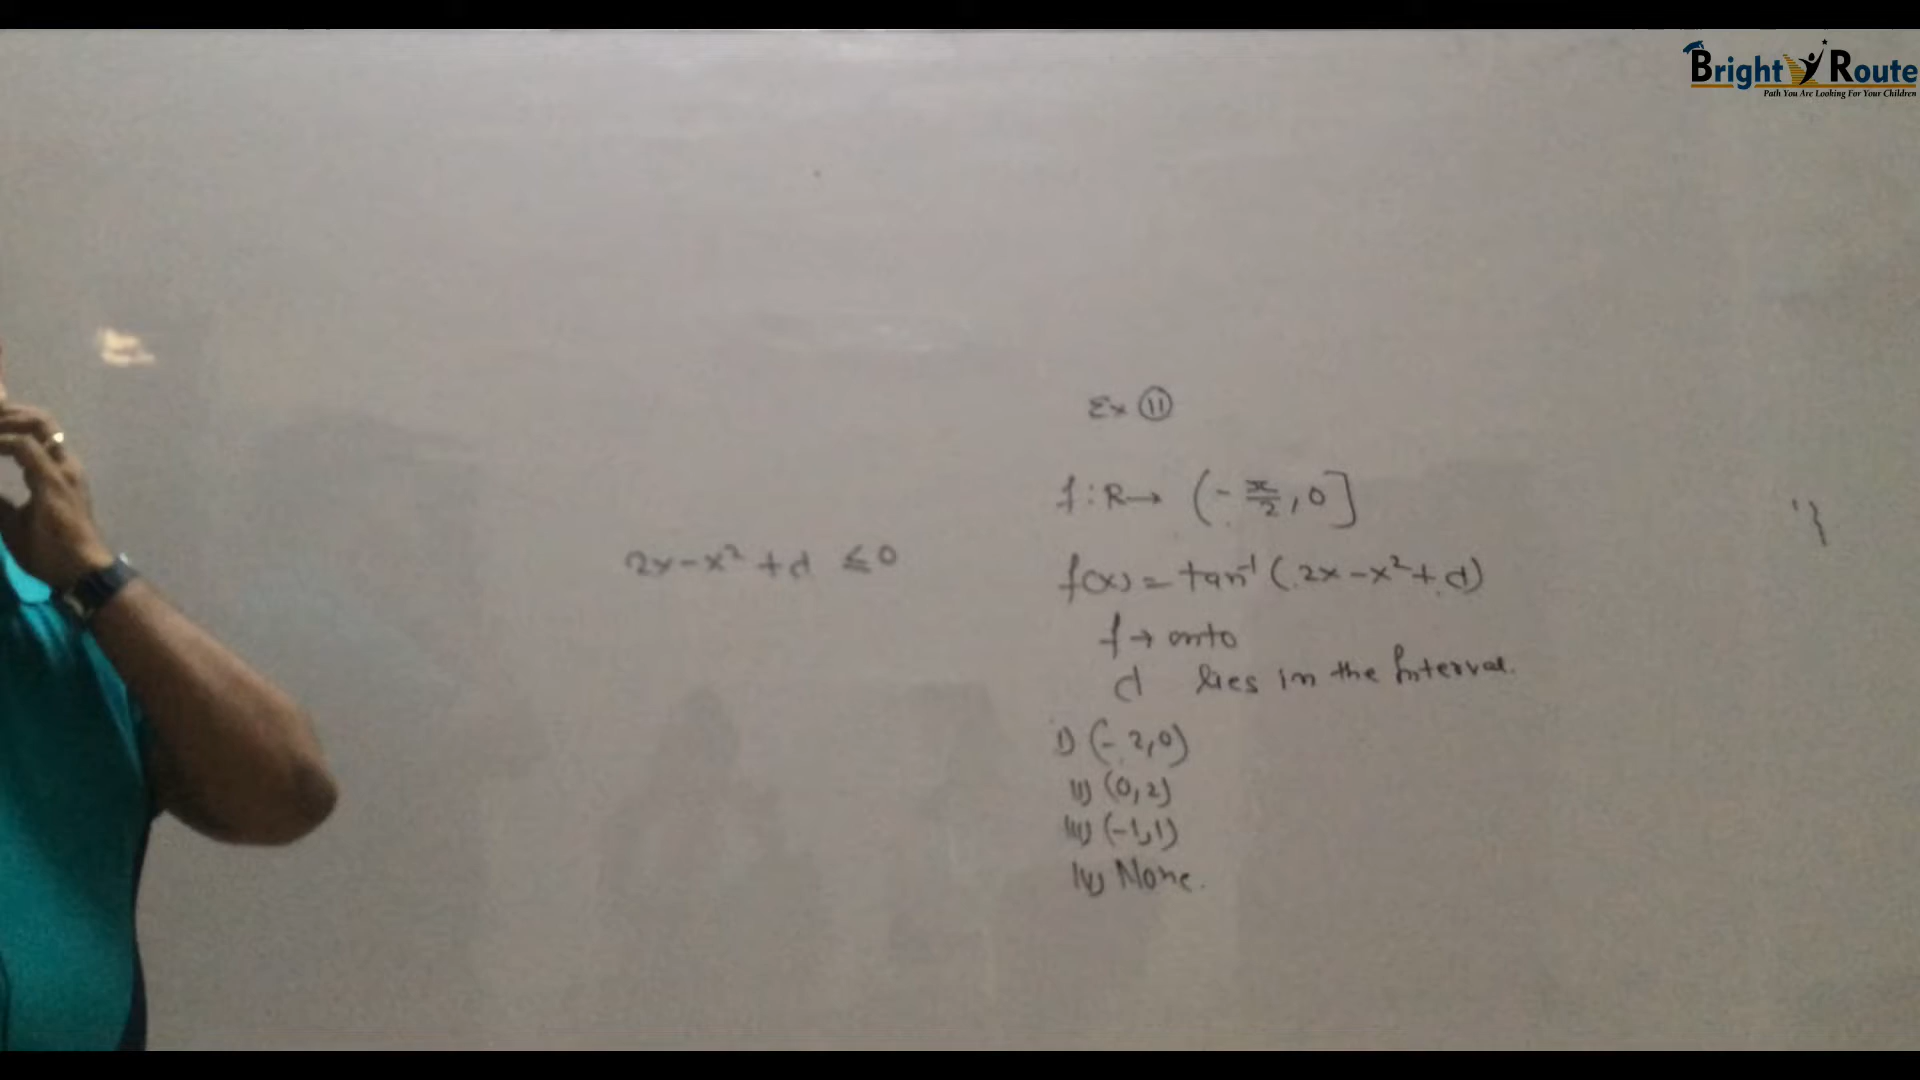 Bright Route
Path You Are Looking For Your Children
Ex ⑪
f : R → (-π/2, 0]
2x - x² + d ≤ 0
f(x) = tan⁻¹ (2x - x² + d)
f → onto
d lies in the Interval.
i) (-2,0)
ii) (0,2)
iii) (-1,1)
iv) None.